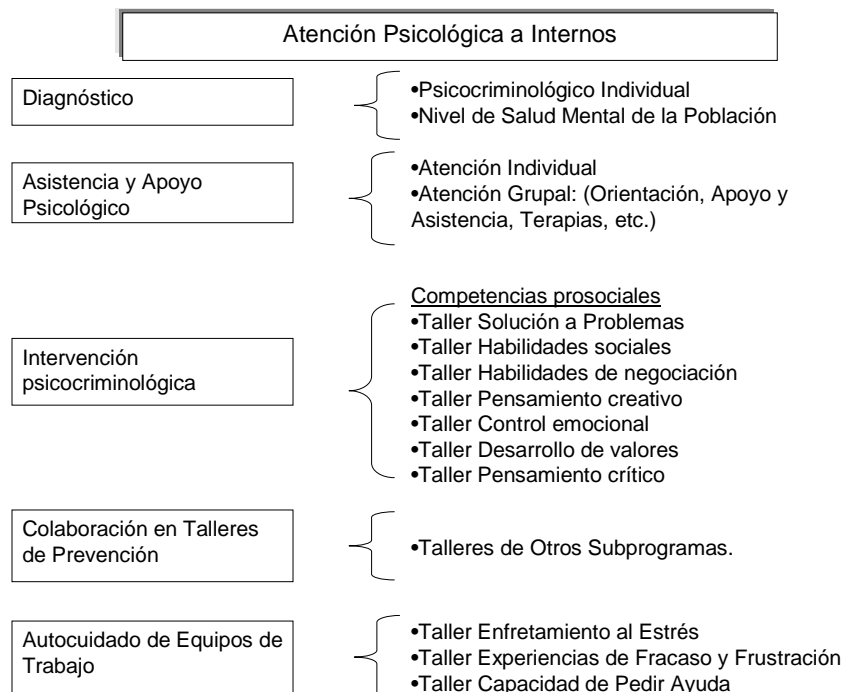 Atención Psicológica a Internos
Diagnóstico
•Psicocriminológico Individual
•Nivel de Salud Mental de la Población
Asistencia y Apoyo
Psicológico
•Atención Individual
•Atención Grupal: (Orientación, Apoyo y
Asistencia, Terapias, etc.)
Intervención
psicocriminológica
Competencias prosociales
•Taller Solución a Problemas
•Taller Habilidades sociales
•Taller Habilidades de negociación
•Taller Pensamiento creativo
•Taller Control emocional
•Taller Desarrollo de valores
•Taller Pensamiento crítico
Colaboración en Talleres
de Prevención
•Talleres de Otros Subprogramas.
Autocuidado de Equipos de
Trabajo
•Taller Enfretamiento al Estrés
•Taller Experiencias de Fracaso y Frustración
•Taller Capacidad de Pedir Ayuda